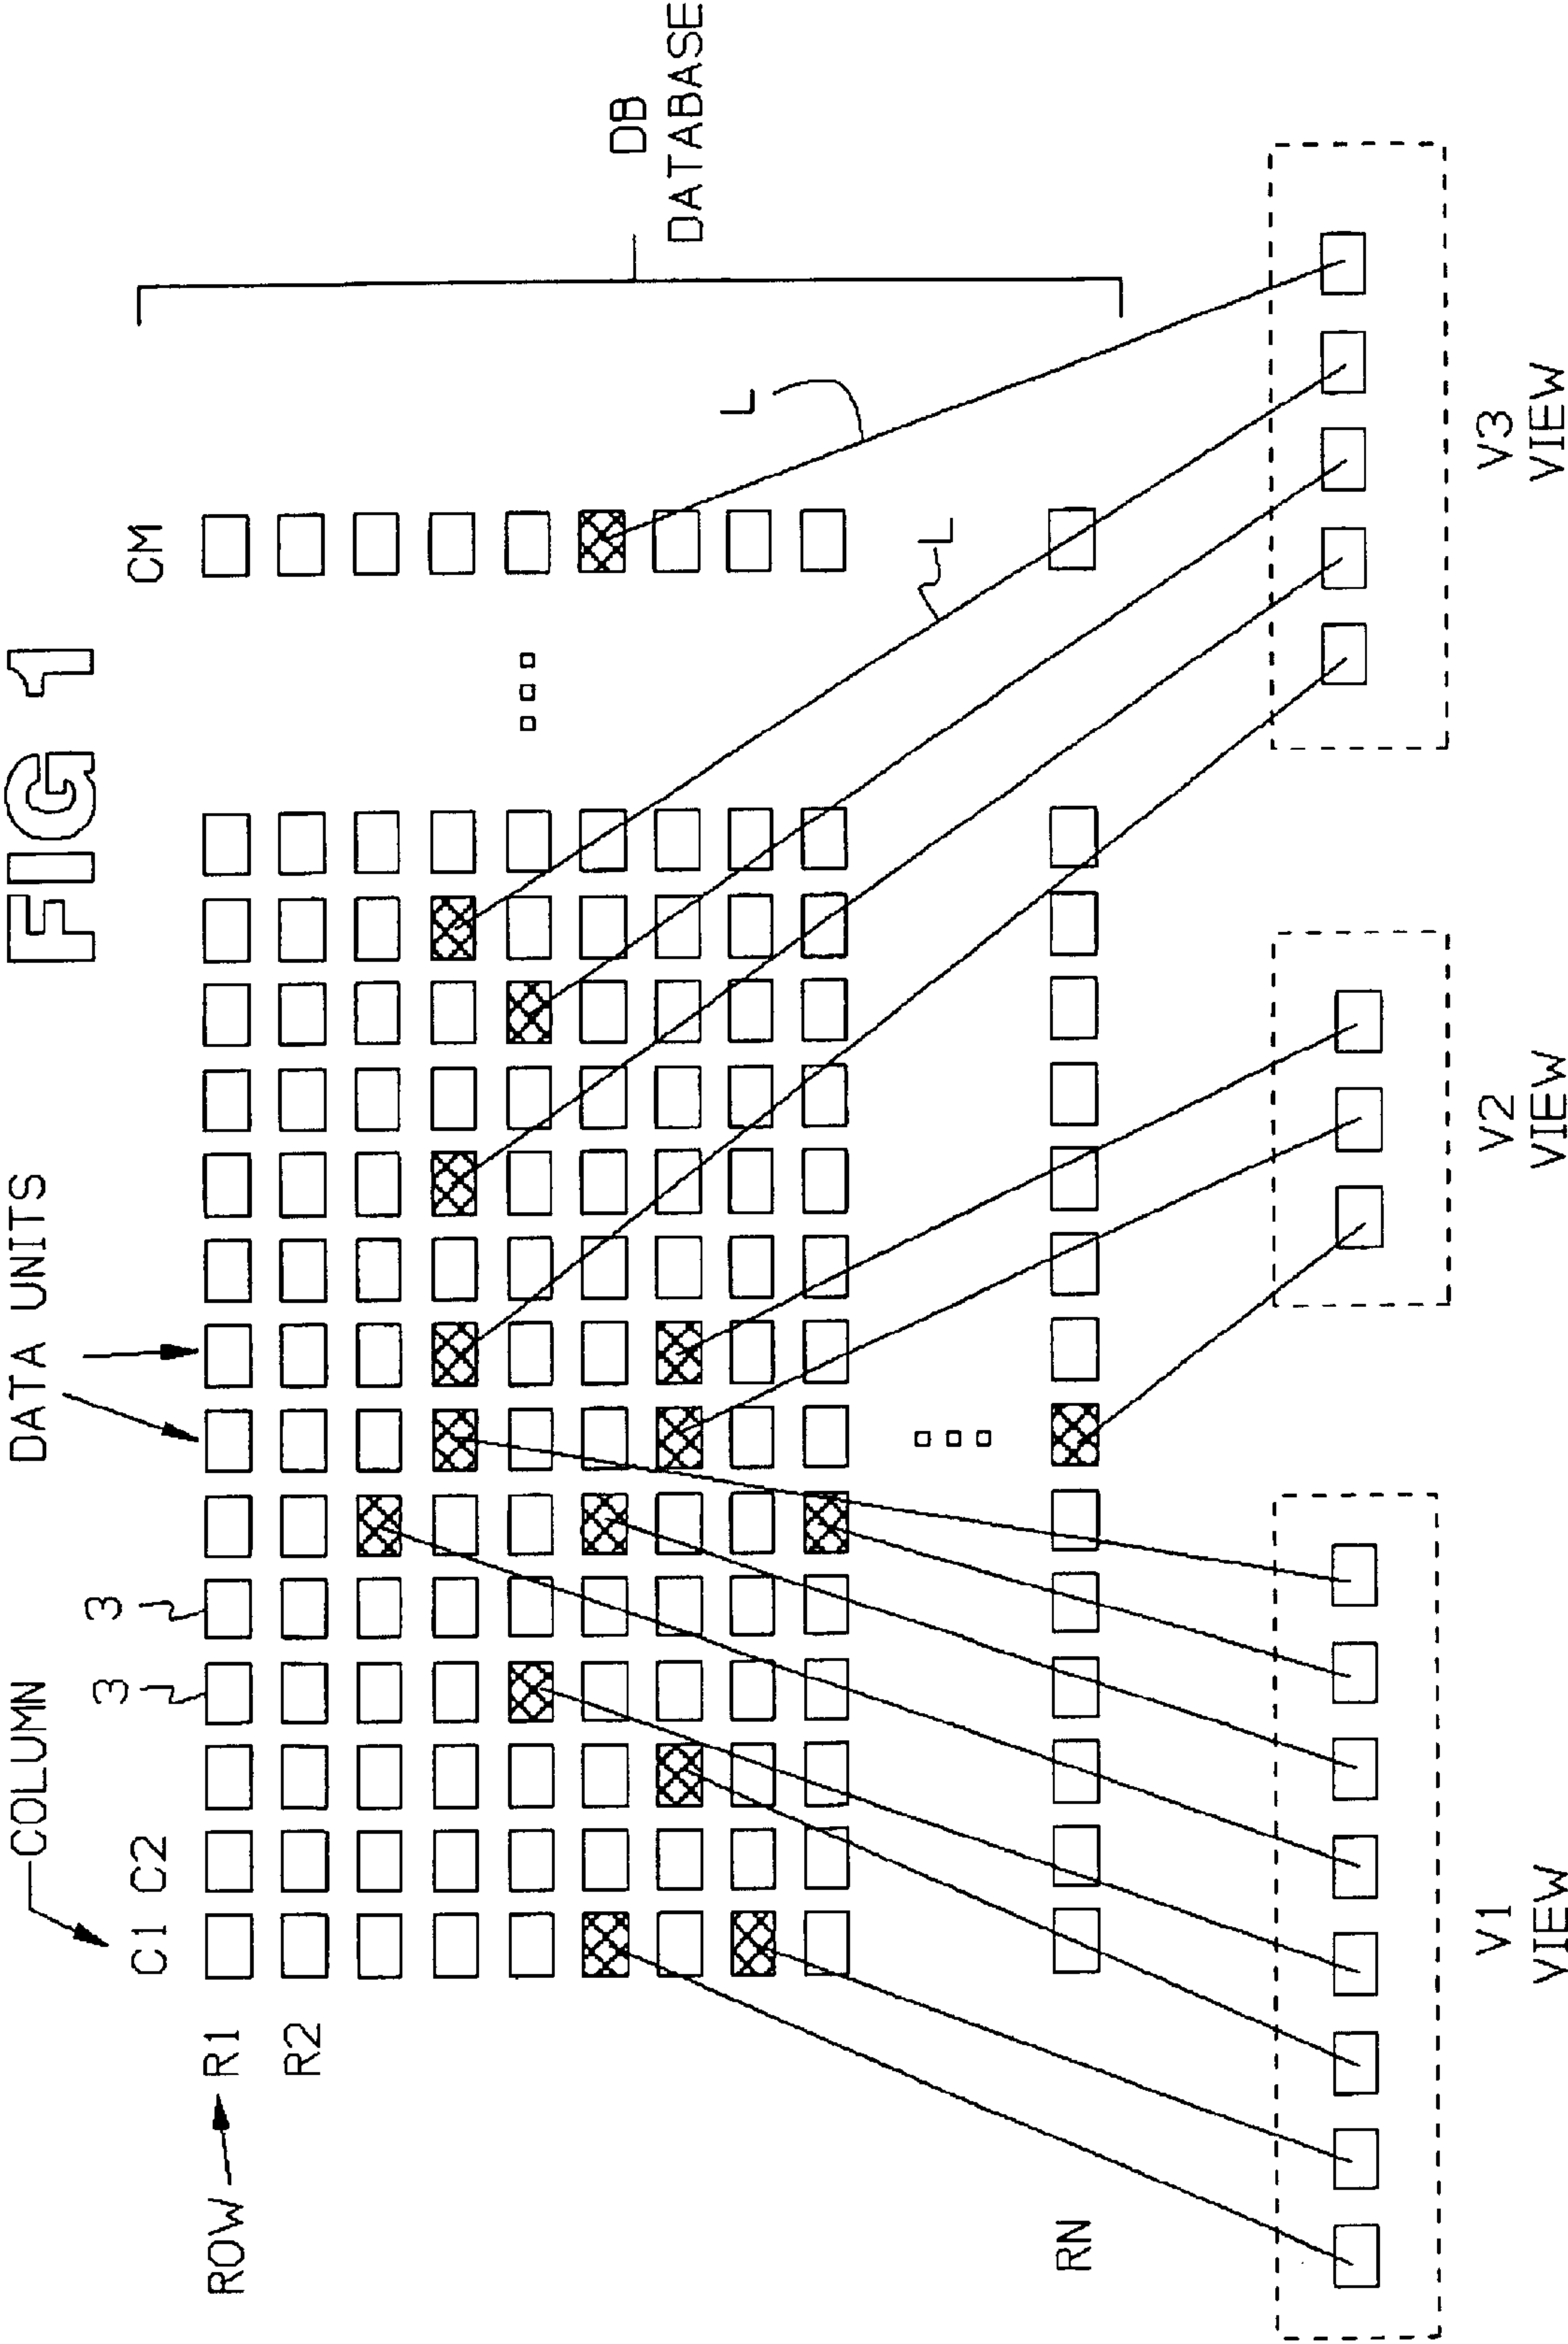 FIG 1
COLUMN
DATA UNITS
3
3
C1
C2
CM
ROW
R1
R2
RN
L
L
DB
DATABASE
V1
VIEW
V2
VIEW
V3
VIEW